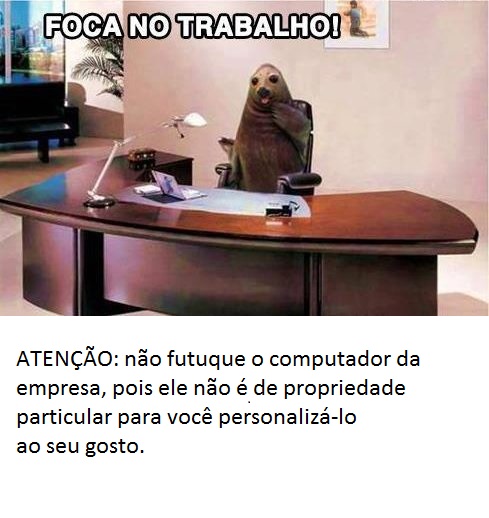 FOCA NO TRABALHO!
ATENÇÃO: não futuque o computador da
empresa, pois ele não é de propriedade
particular para você personalizá-lo
ao seu gosto.